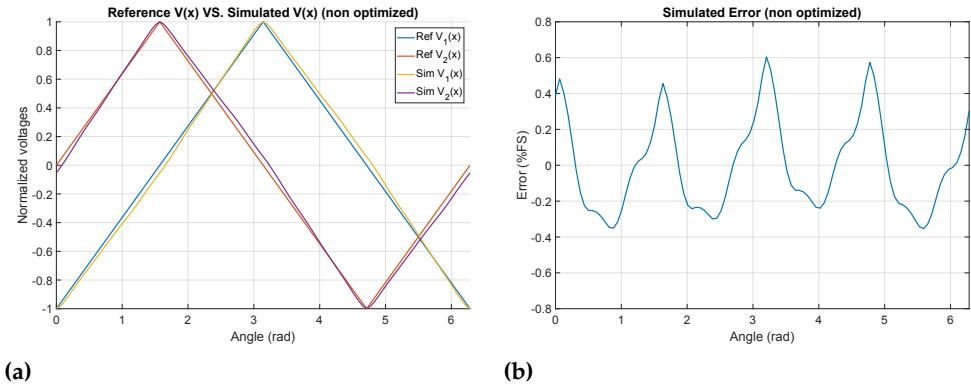 Reference V(x) VS. Simulated V(x) (non optimized)
Normalized voltages
1
0.8
0.6
0.4
0.2
0
-0.2
-0.4
-0.6
-0.8
-1
0 1 2 3 4 5 6
Angle (rad)
Ref V1(x)
Ref V2(x)
Sim V1(x)
Sim V2(x)
(a)
Simulated Error (non optimized)
Error (%FS)
0.8
0.6
0.4
0.2
0
-0.2
-0.4
-0.6
-0.8
0 1 2 3 4 5 6
Angle (rad)
(b)